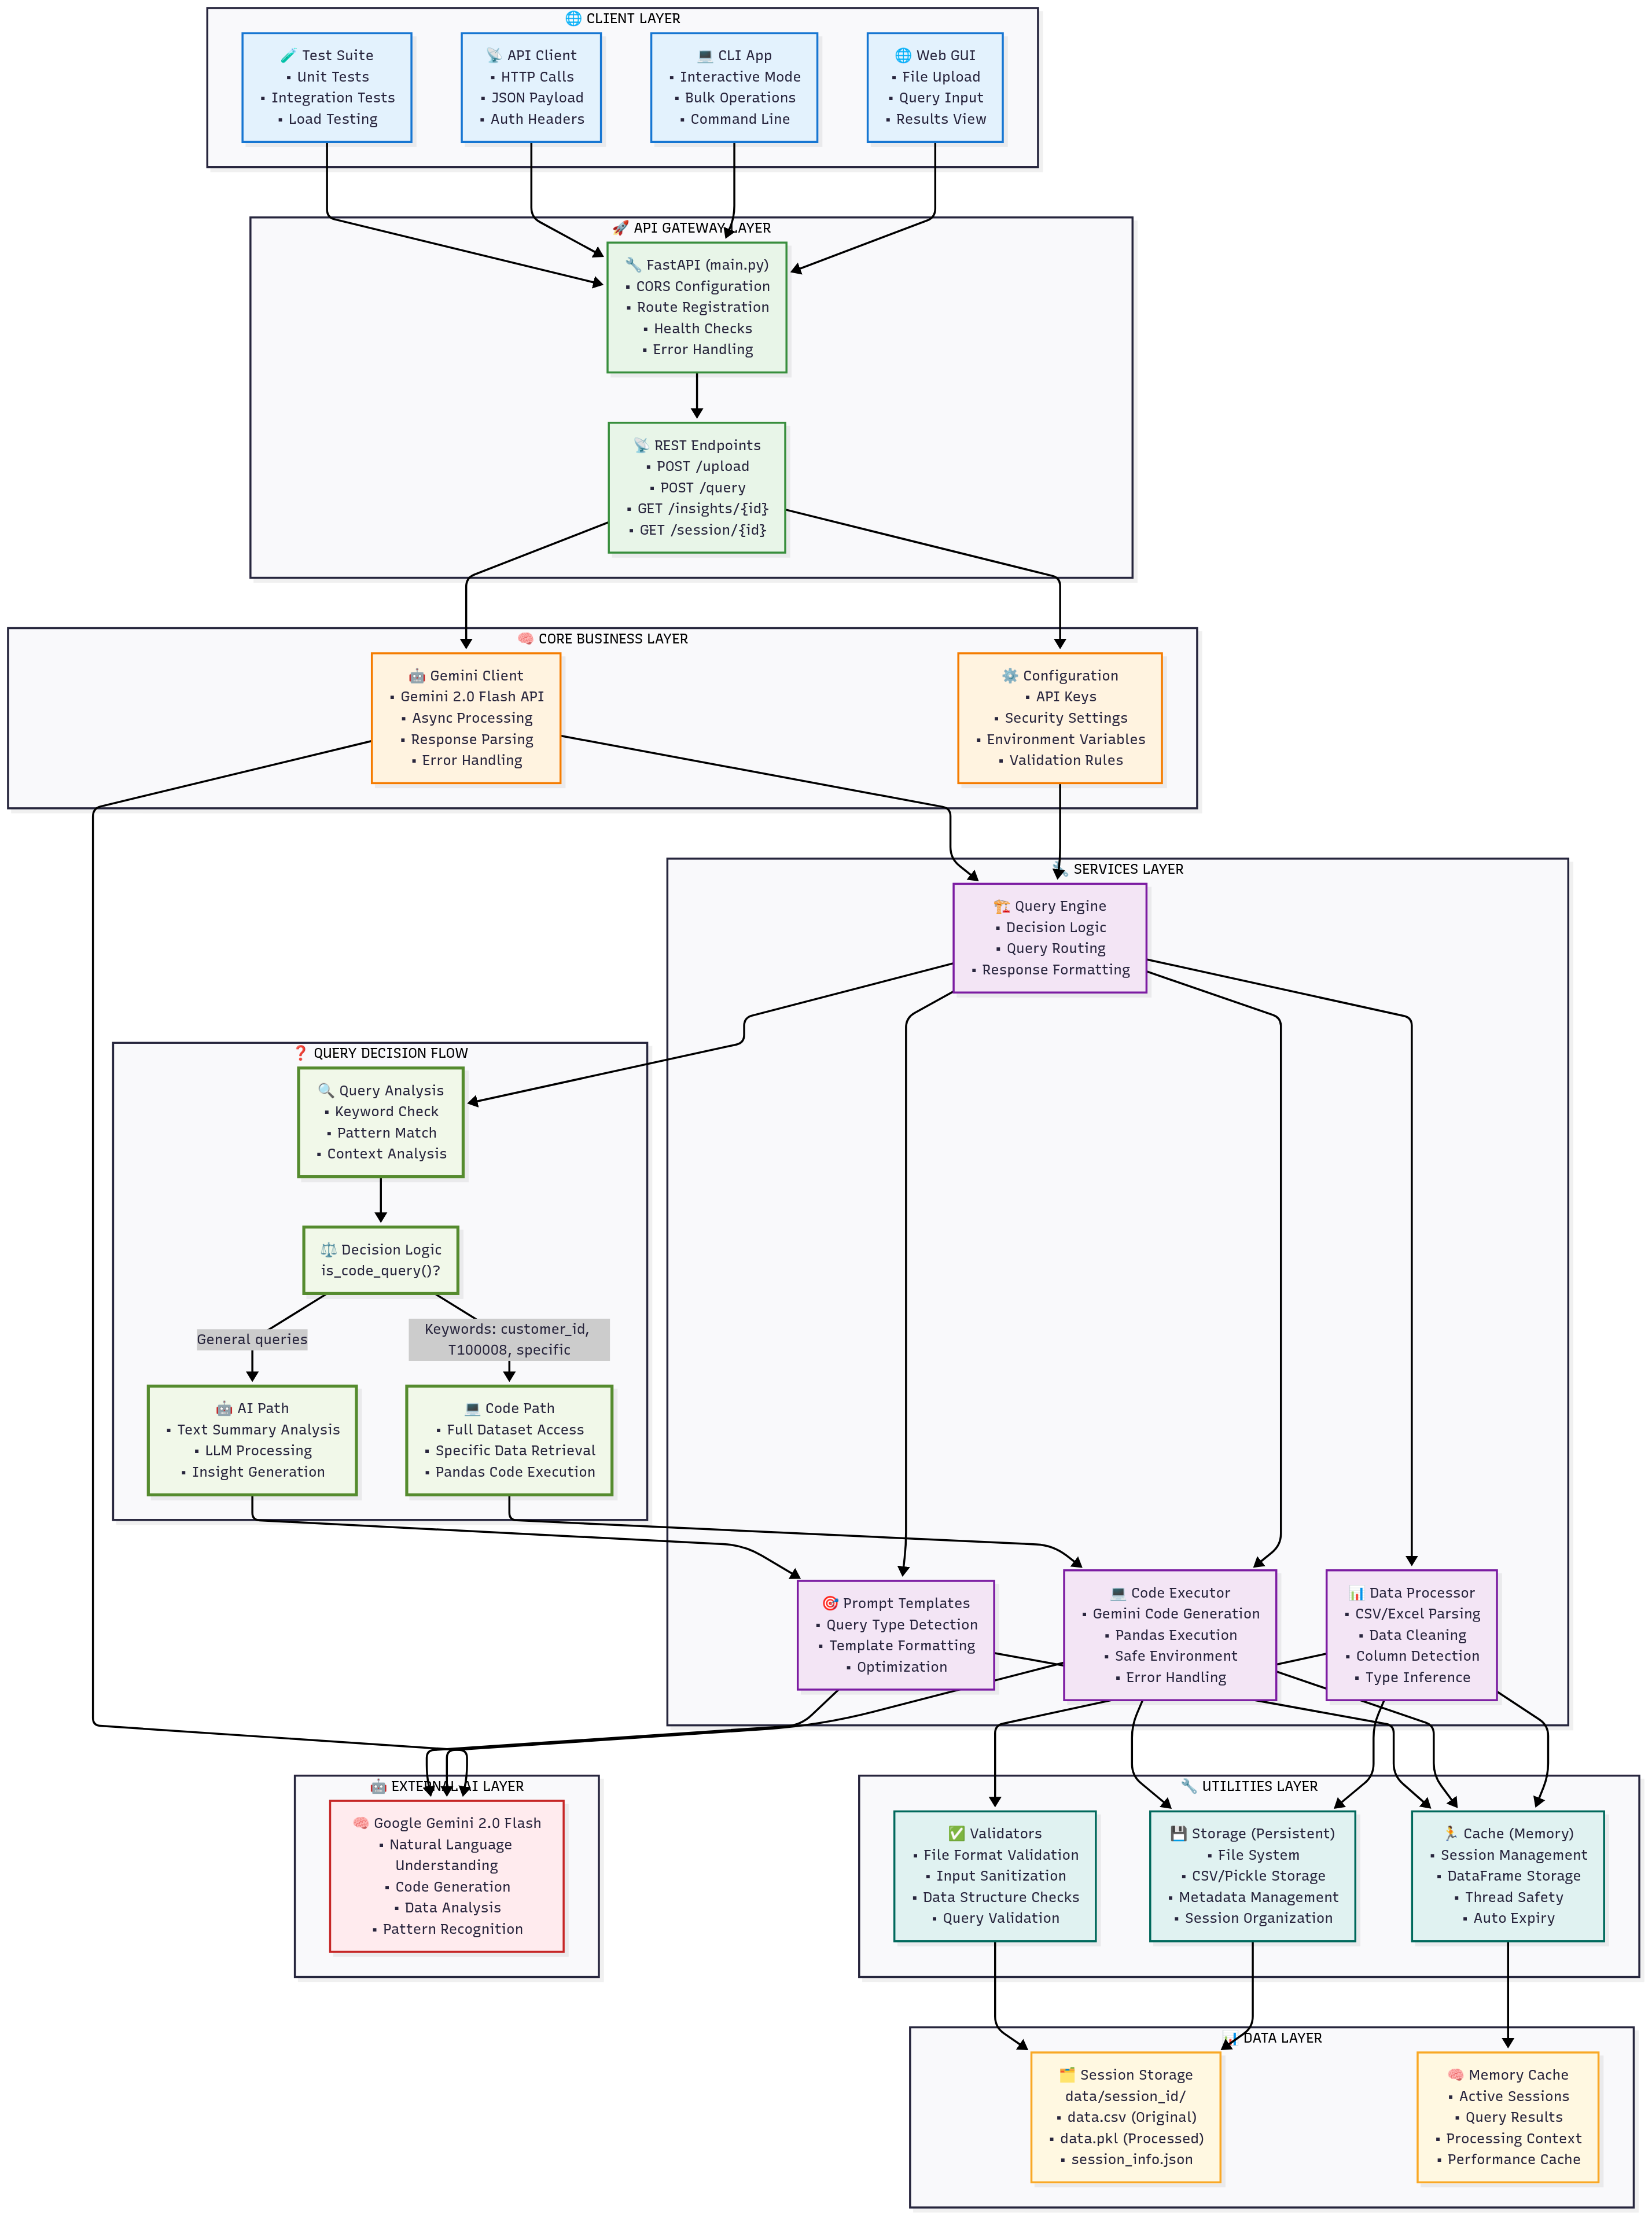 🌐 CLIENT LAYER
🧪 Test Suite
▪ Unit Tests
▪ Integration Tests
▪ Load Testing
📡 API Client
▪ HTTP Calls
▪ JSON Payload
▪ Auth Headers
💻 CLI App
▪ Interactive Mode
▪ Bulk Operations
▪ Command Line
🌐 Web GUI
▪ File Upload
▪ Query Input
▪ Results View
🚀 API GATEWAY LAYER
🔧 FastAPI (main.py)
▪ CORS Configuration
▪ Route Registration
▪ Health Checks
▪ Error Handling
📡 REST Endpoints
▪ POST /upload
▪ POST /query
▪ GET /insights/{id}
▪ GET /session/{id}
🧠 CORE BUSINESS LAYER
🤖 Gemini Client
▪ Gemini 2.0 Flash API
▪ Async Processing
▪ Response Parsing
▪ Error Handling
⚙️ Configuration
▪ API Keys
▪ Security Settings
▪ Environment Variables
▪ Validation Rules
🔧 SERVICES LAYER
🏗️ Query Engine
▪ Decision Logic
▪ Query Routing
▪ Response Formatting
❓ QUERY DECISION FLOW
🔍 Query Analysis
▪ Keyword Check
▪ Pattern Match
▪ Context Analysis
⚖️ Decision Logic
is_code_query()?
General queries
Keywords: customer_id,
T100008, specific
🤖 AI Path
▪ Text Summary Analysis
▪ LLM Processing
▪ Insight Generation
💻 Code Path
▪ Full Dataset Access
▪ Specific Data Retrieval
▪ Pandas Code Execution
🎯 Prompt Templates
▪ Query Type Detection
▪ Template Formatting
▪ Optimization
💻 Code Executor
▪ Gemini Code Generation
▪ Pandas Execution
▪ Safe Environment
▪ Error Handling
📊 Data Processor
▪ CSV/Excel Parsing
▪ Data Cleaning
▪ Column Detection
▪ Type Inference
🤖 EXTERNAL AI LAYER
🧠 Google Gemini 2.0 Flash
▪ Natural Language
Understanding
▪ Code Generation
▪ Data Analysis
▪ Pattern Recognition
🔧 UTILITIES LAYER
✅ Validators
▪ File Format Validation
▪ Input Sanitization
▪ Data Structure Checks
▪ Query Validation
💾 Storage (Persistent)
▪ File System
▪ CSV/Pickle Storage
▪ Metadata Management
▪ Session Organization
🏃 Cache (Memory)
▪ Session Management
▪ DataFrame Storage
▪ Thread Safety
▪ Auto Expiry
📊 DATA LAYER
🗂️ Session Storage
data/session_id/
▪ data.csv (Original)
▪ data.pkl (Processed)
▪ session_info.json
🧠 Memory Cache
▪ Active Sessions
▪ Query Results
▪ Processing Context
▪ Performance Cache